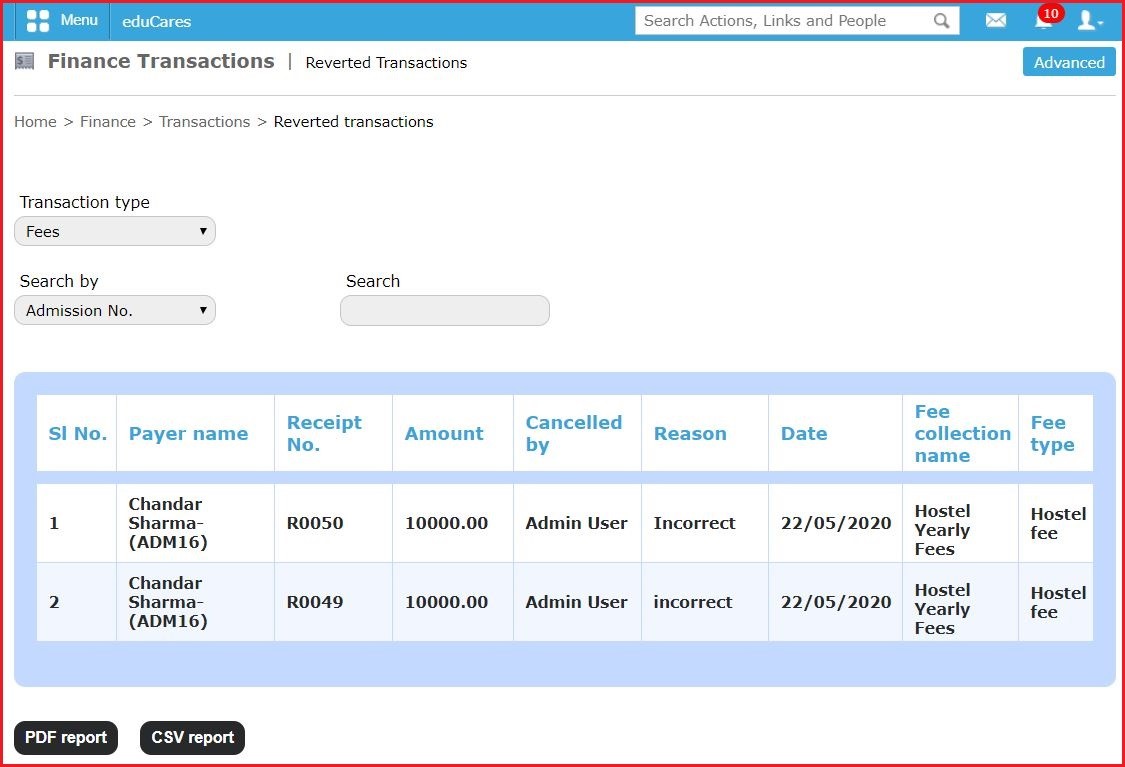 Menu eduCares Search Actions, Links and People 10
Finance Transactions | Reverted Transactions Advanced
Home > Finance > Transactions > Reverted transactions
Transaction type
Fees
Search by Search
Admission No.
Sl No. Payer name Receipt No. Amount Cancelled by Reason Date Fee collection name Fee type
1 Chandar Sharma-(ADM16) R0050 10000.00 Admin User Incorrect 22/05/2020 Hostel Yearly Fees Hostel fee
2 Chandar Sharma-(ADM16) R0049 10000.00 Admin User incorrect 22/05/2020 Hostel Yearly Fees Hostel fee
PDF report CSV report